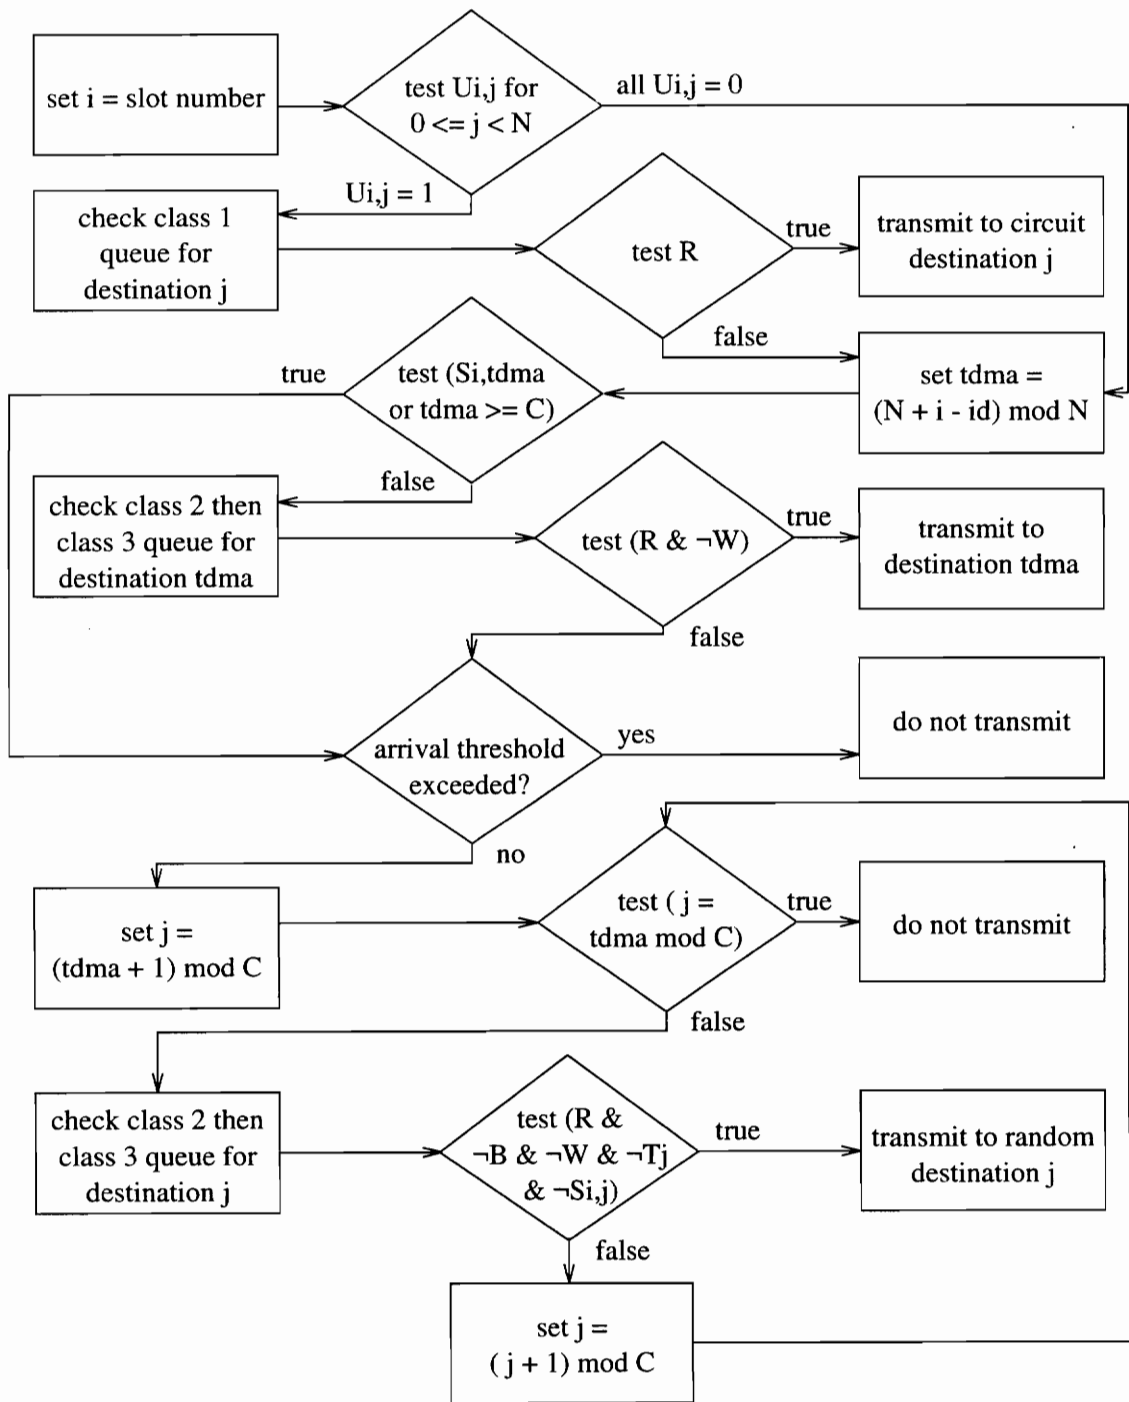 set i = slot number
test Ui,j for
0 <= j < N
all Ui,j = 0
Ui,j = 1
check class 1
queue for
destination j
test R
true
transmit to circuit
destination j
false
set tdma =
(N + i - id) mod N
true
test (Si,tdma
or tdma >= C)
false
check class 2 then
class 3 queue for
destination tdma
test (R & ¬W)
true
transmit to
destination tdma
false
arrival threshold
exceeded?
yes
do not transmit
no
set j =
(tdma + 1) mod C
test ( j =
tdma mod C)
true
do not transmit
false
check class 2 then
class 3 queue for
destination j
test (R &
¬B & ¬W & ¬Tj
& ¬Si,j)
true
transmit to random
destination j
false
set j =
( j + 1) mod C